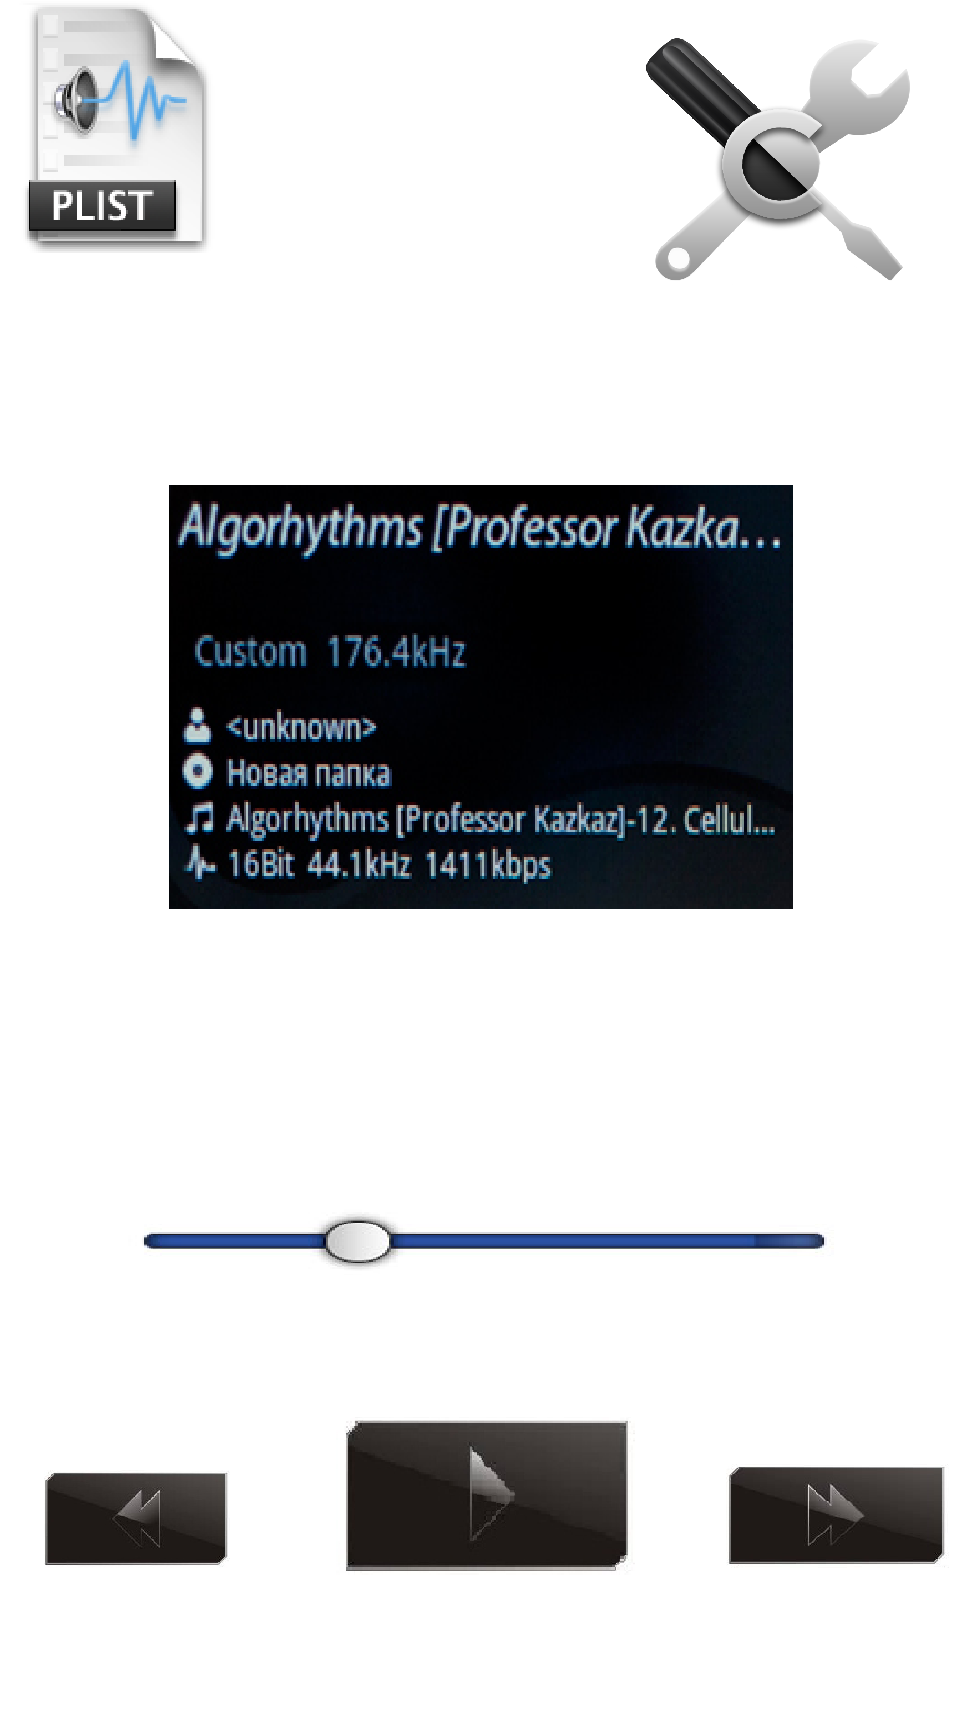 PLIST
Algorhythms [Professor Kazka...
Custom 176.4kHz
<unknown>
Новая папка
Algorhythms [Professor Kazkaz]-12. Cellul...
16Bit 44.1kHz 1411kbps